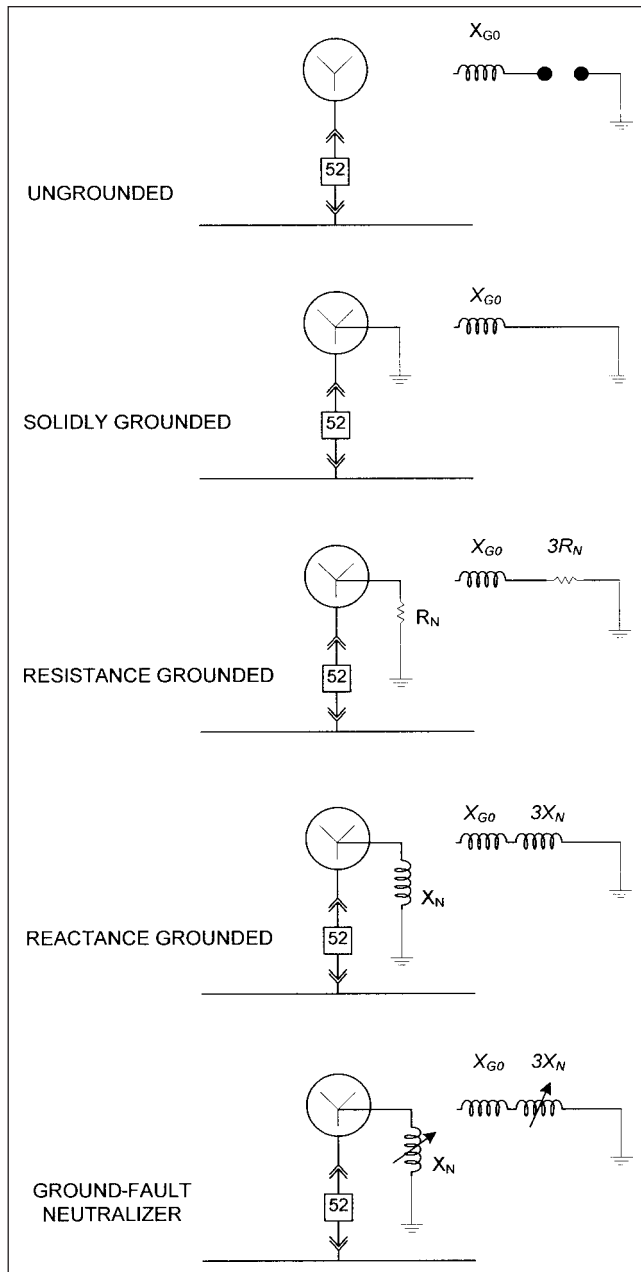 X_G0
52
UNGROUNDED
X_G0
52
SOLIDLY GROUNDED
X_G0 3R_N
R_N
52
RESISTANCE GROUNDED
X_G0 3X_N
X_N
52
REACTANCE GROUNDED
X_G0 3X_N
X_N
52
GROUND-FAULT
NEUTRALIZER